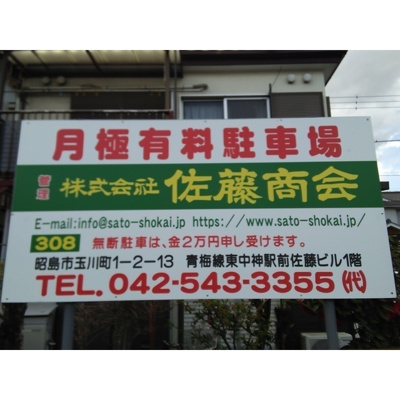 月極有料駐車場
管理 株式会社 佐藤商会
E-mail:info@sato-shokai.jp https://www.sato-shokai.jp/
308 無断駐車は、金2万円申し受けます。
昭島市玉川町1-2-13 青梅線東中神駅前佐藤ビル1階
TEL. 042-543-3355 (代)